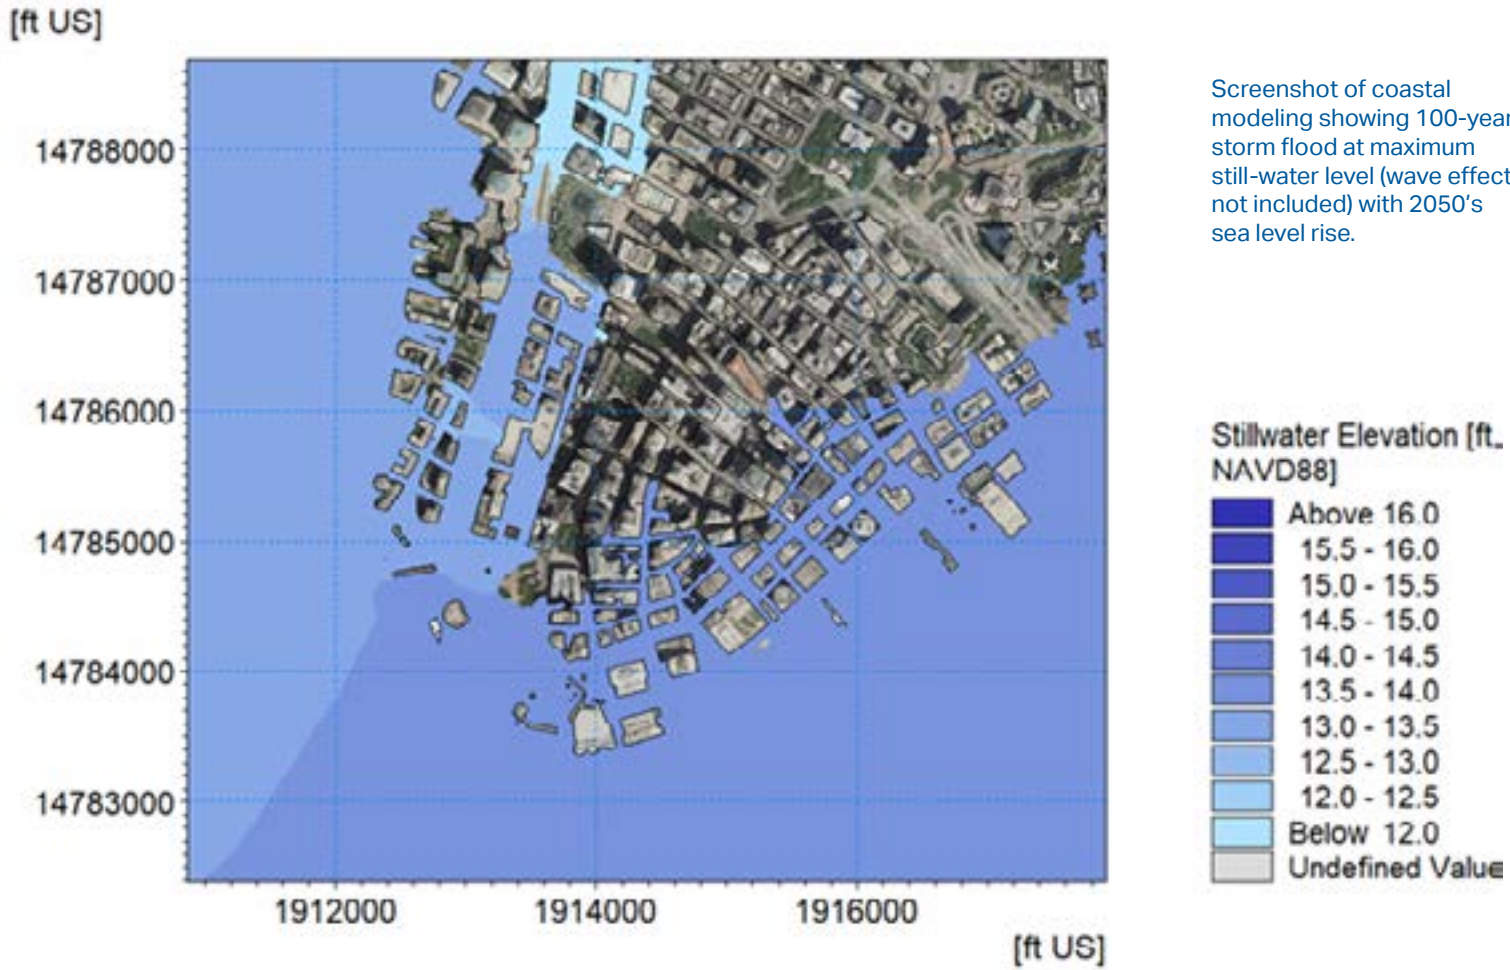 [ft US]
14788000
14787000
14786000
14785000
14784000
14783000
1912000
1914000
1916000
[ft US]
Screenshot of coastal
modeling showing 100-year
storm flood at maximum
still-water level (wave effect
not included) with 2050's
sea level rise.
Stillwater Elevation [ft_
NAVD88]
Above 16.0
15.5 - 16.0
15.0 - 15.5
14.5 - 15.0
14.0 - 14.5
13.5 - 14.0
13.0 - 13.5
12.5 - 13.0
12.0 - 12.5
Below 12.0
Undefined Value